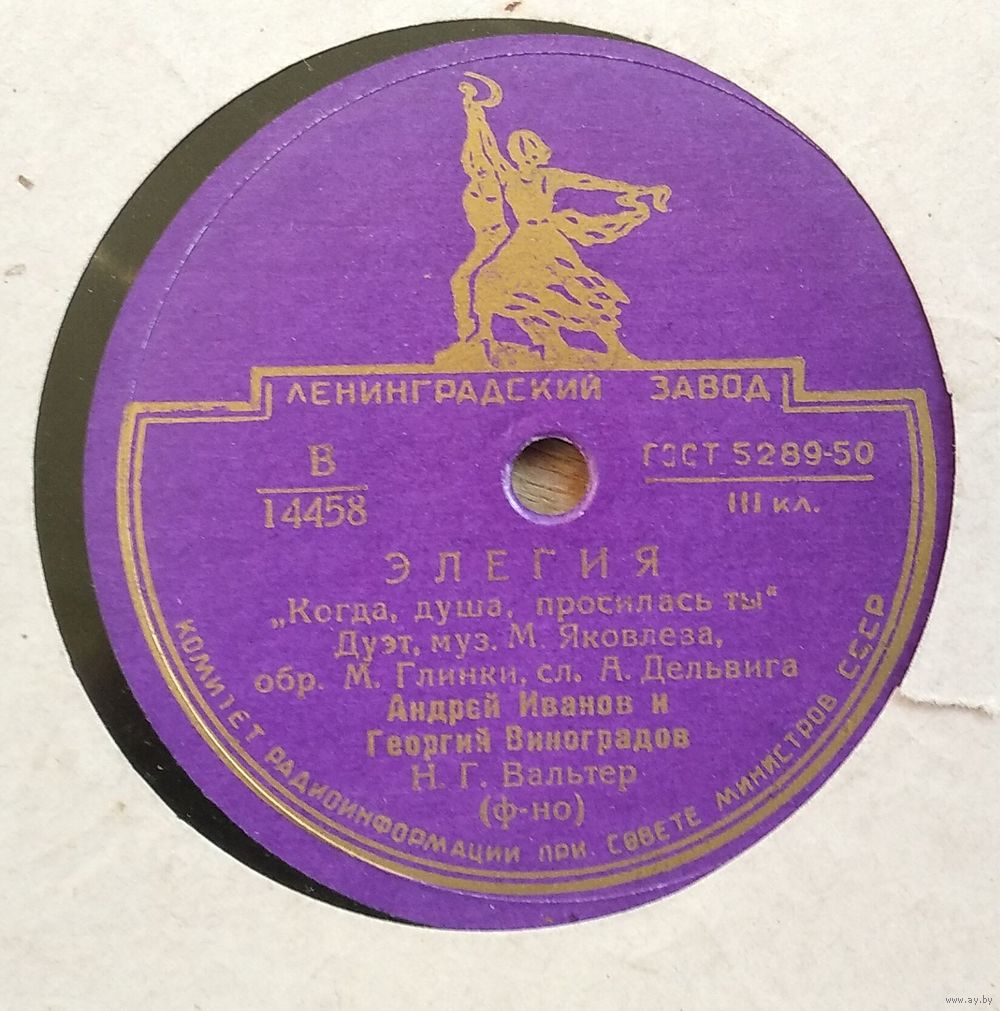 ЛЕНИНГРАДСКИЙ ЗАВОД
В
14458
ГОСТ 5289-50
III кл.
ЭЛЕГИЯ
„Когда, душа, просилась ты“
Дуэт, муз. М. Яковлева,
обр. М. Глинки, сл. А. Дельвига
Андрей Иванов и
Георгий Виноградов
Н. Г. Вальтер
(ф-но)
КОМИТЕТ РАДИОИНФОРМАЦИИ ПРИ СОВЕТЕ МИНИСТРОВ СССР
www.ay.by